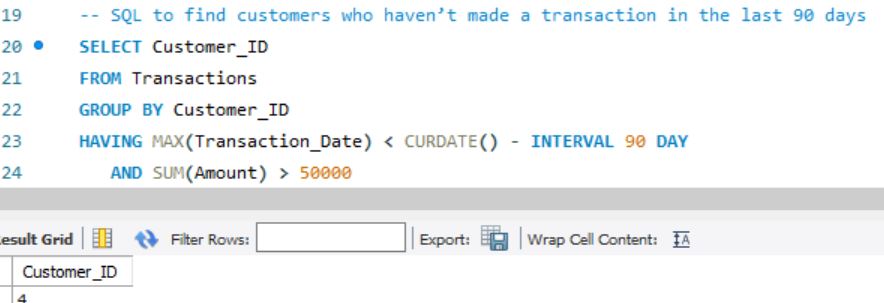 19 -- SQL to find customers who haven’t made a transaction in the last 90 days
20 SELECT Customer_ID
21 FROM Transactions
22 GROUP BY Customer_ID
23 HAVING MAX(Transaction_Date) < CURDATE() - INTERVAL 90 DAY
24 AND SUM(Amount) > 50000
esult Grid Filter Rows: Export: Wrap Cell Content: IA
Customer_ID
4